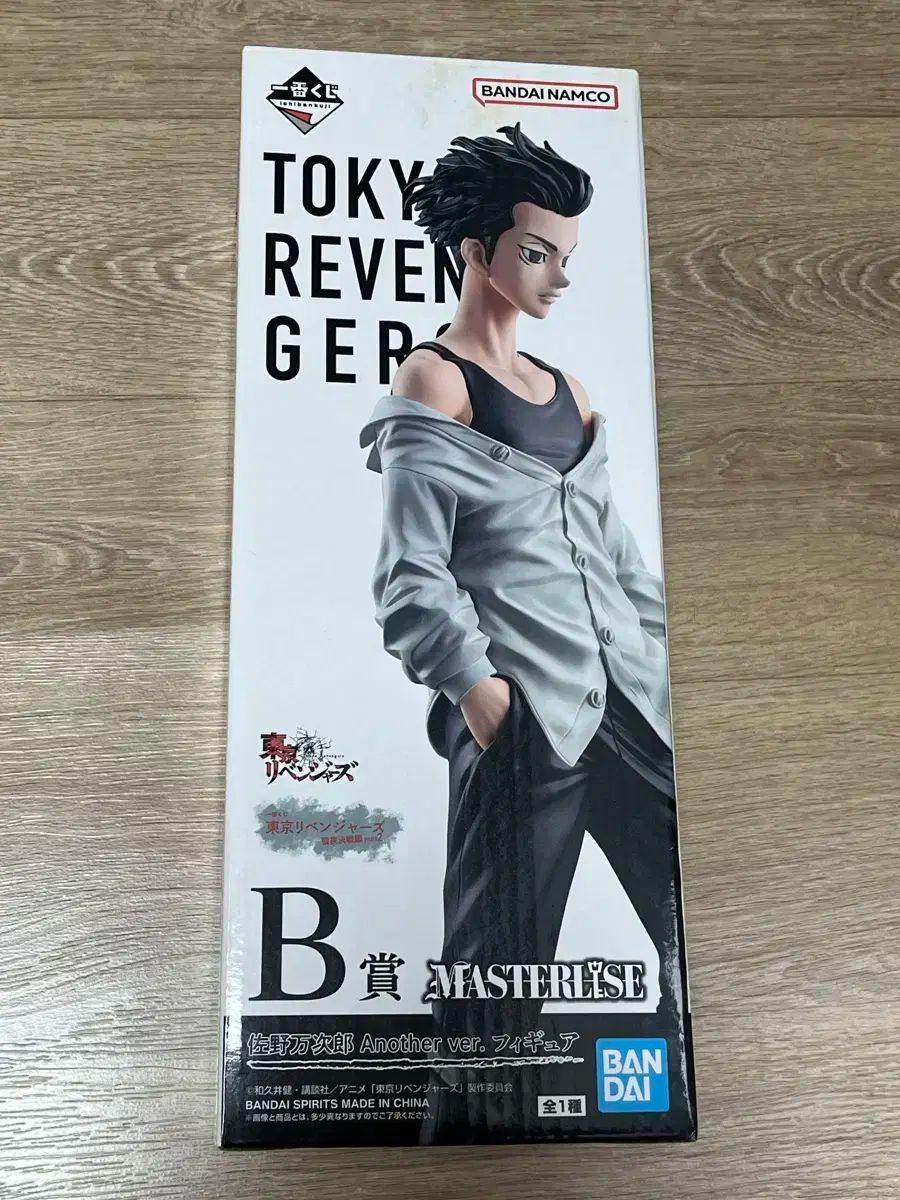 一番くじ
ichibankuji
BANDAI NAMCO
TOKY
REVEN
GERS
東京
リベンジャーズ
一番くじ
東京リベンジャーズ
B賞
MASTERLISE
佐野万次郎 Another ver. フィギュア
©和久井健・講談社/アニメ「東京リベンジャーズ」製作委員会
BANDAI SPIRITS MADE IN CHINA
※画像と商品とは、多少異なりますのでご了承ください。
全1種
BAN
DAI